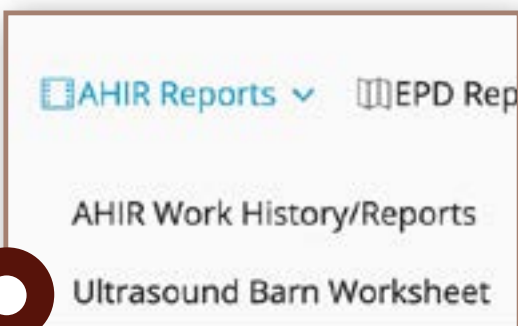 AHIR Reports EPD Rep
AHIR Work History/Reports
Ultrasound Barn Worksheet